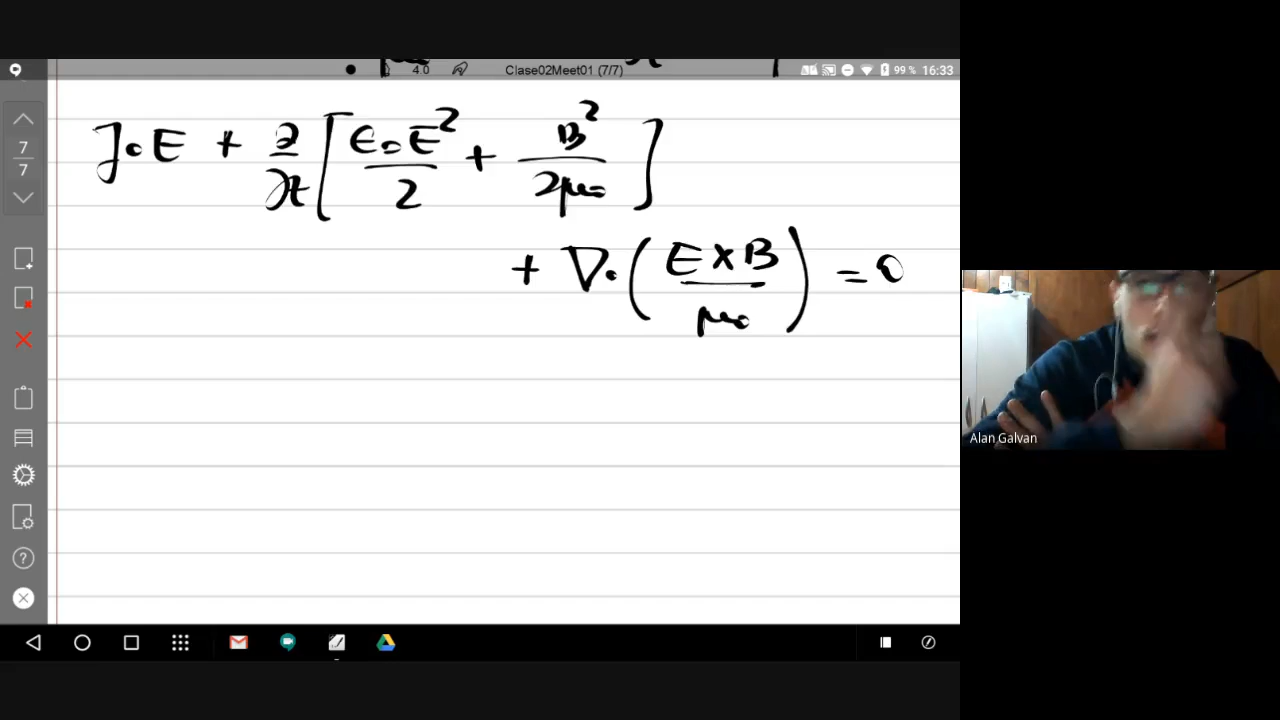 4.0 Clase02Meet01 (7/7) 99 % 16:33
7
7
J·E + ∂/∂t [ ε₀E²/2 + B²/2μ₀ ]
+ ∇·( E×B/μ₀ ) = 0
Alan Galvan